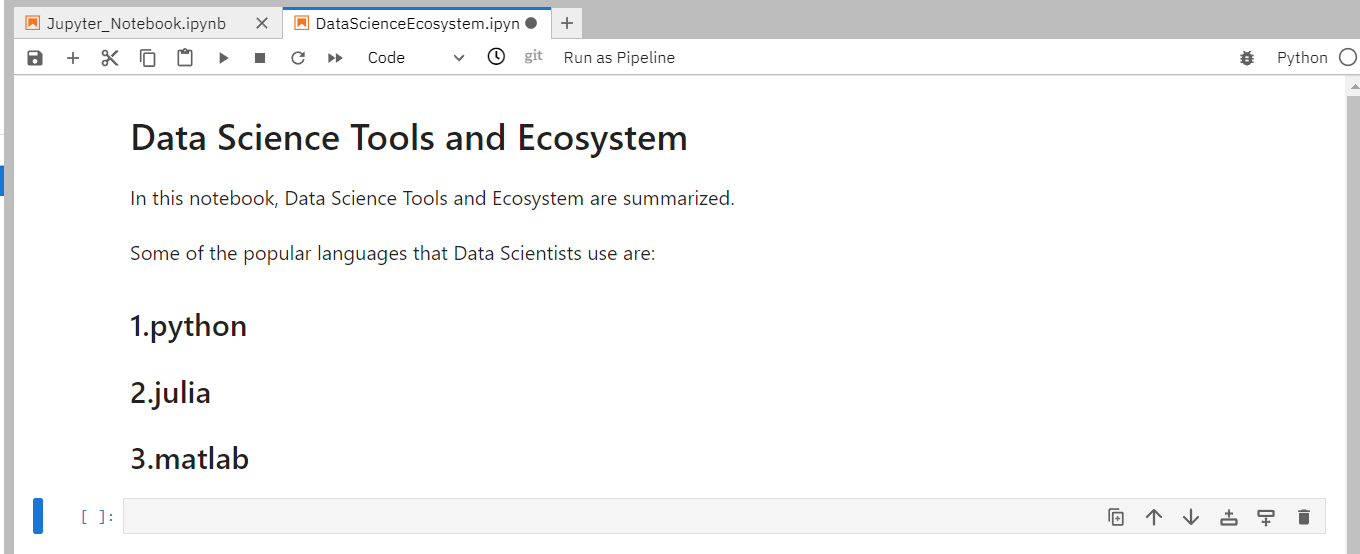 Jupyter_Notebook.ipynb
DataScienceEcosystem.ipyn
Code
git
Run as Pipeline
Python
Data Science Tools and Ecosystem
In this notebook, Data Science Tools and Ecosystem are summarized.
Some of the popular languages that Data Scientists use are:
1.python
2.julia
3.matlab
[ ]: